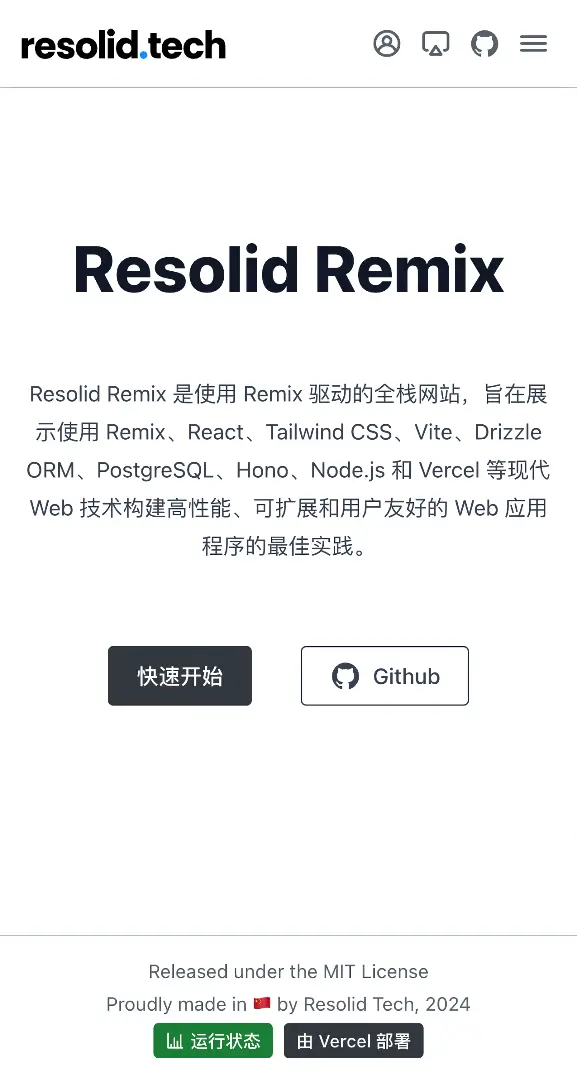 resolid.tech
Resolid Remix
Resolid Remix 是使用 Remix 驱动的全栈网站，旨在展
示使用 Remix、React、Tailwind CSS、Vite、Drizzle
ORM、PostgreSQL、Hono、Node.js 和 Vercel 等现代
Web 技术构建高性能、可扩展和用户友好的 Web 应用
程序的最佳实践。
快速开始
Github
Released under the MIT License
Proudly made in 🇨🇳 by Resolid Tech, 2024
运行状态 由 Vercel 部署